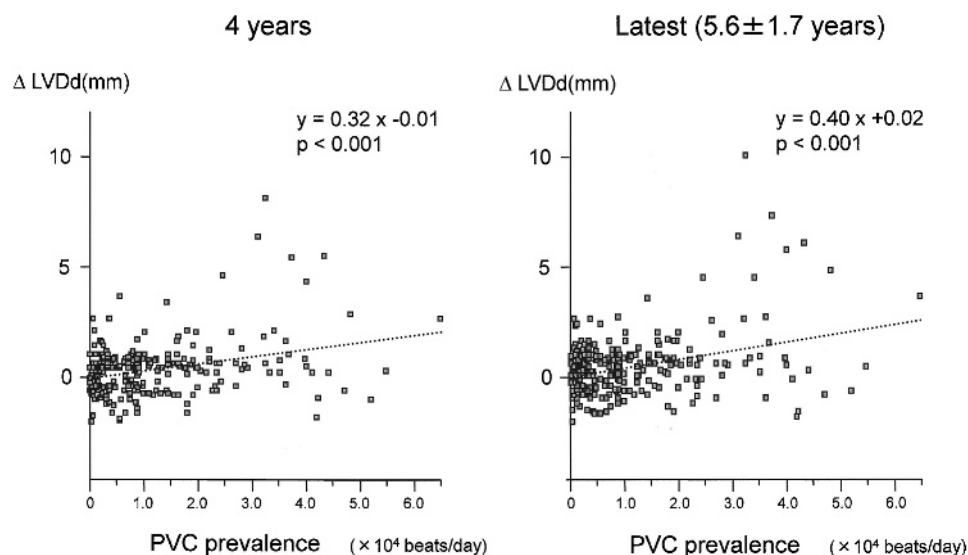 4 years
Δ LVDd(mm)
y = 0.32 x -0.01
p < 0.001
10
5
0
0 1.0 2.0 3.0 4.0 5.0 6.0
PVC prevalence (×10⁴ beats/day)
Latest (5.6±1.7 years)
Δ LVDd(mm)
y = 0.40 x +0.02
p < 0.001
10
5
0
0 1.0 2.0 3.0 4.0 5.0 6.0
PVC prevalence (×10⁴ beats/day)